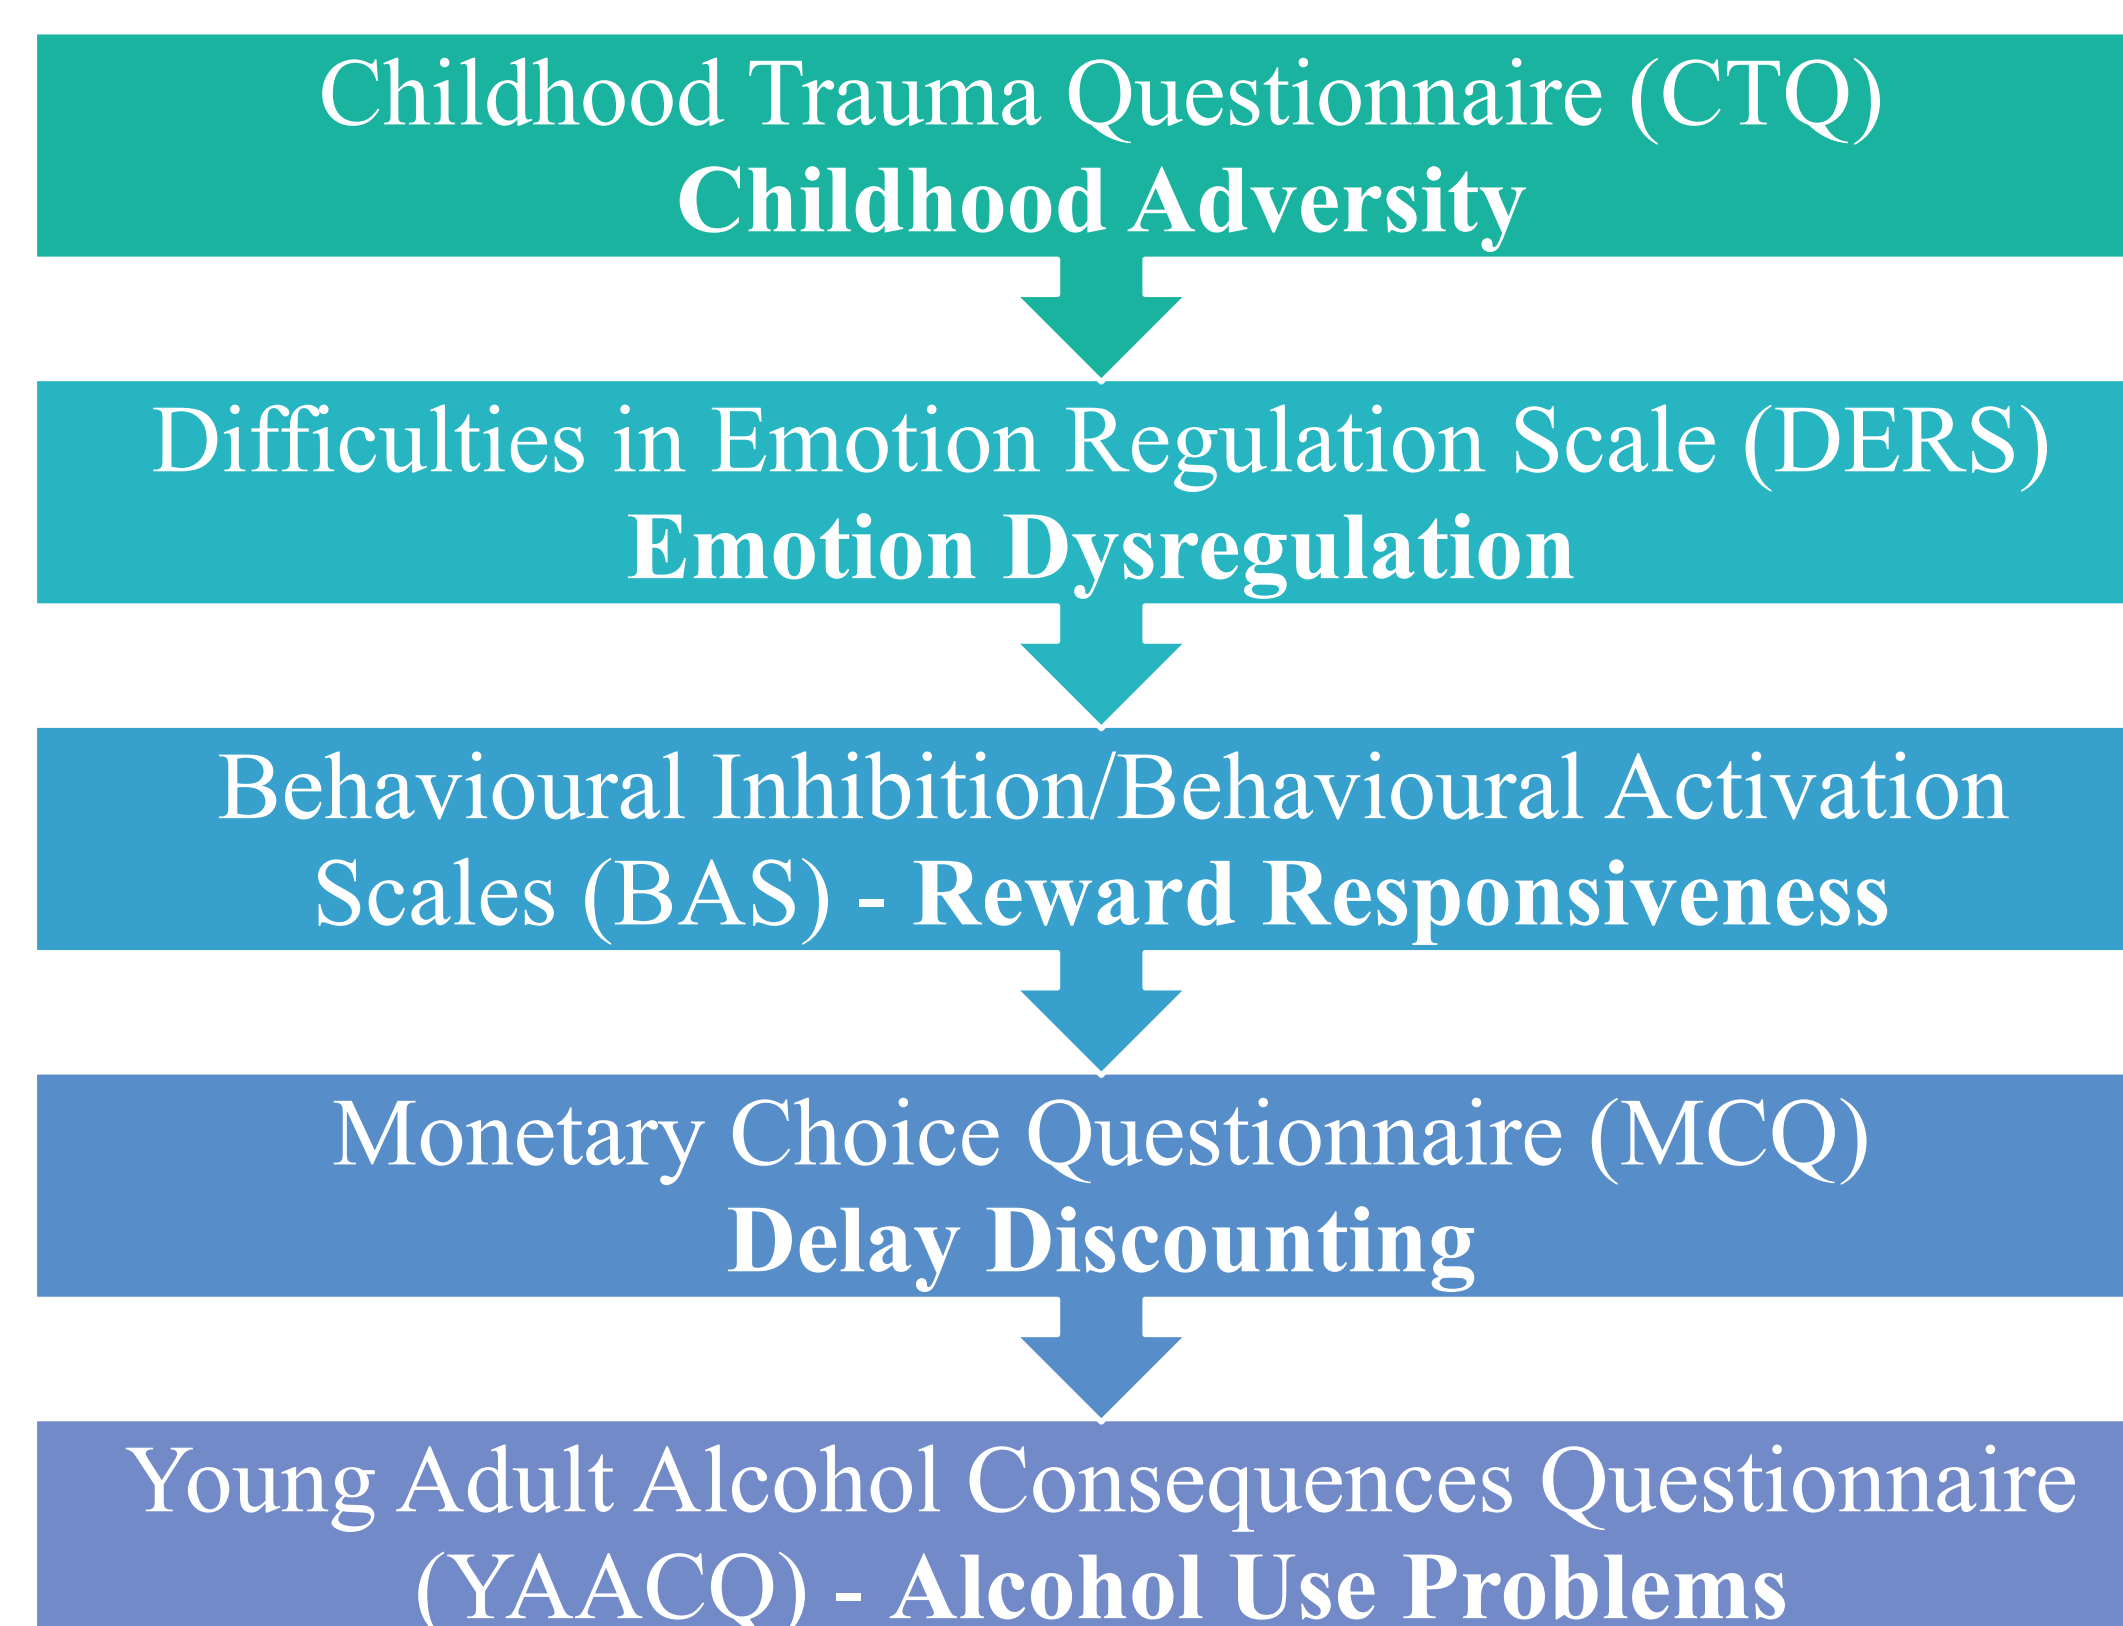 Childhood Trauma Questionnaire (CTQ)
Childhood Adversity
Difficulties in Emotion Regulation Scale (DERS)
Emotion Dysregulation
Behavioural Inhibition/Behavioural Activation
Scales (BAS) - Reward Responsiveness
Monetary Choice Questionnaire (MCQ)
Delay Discounting
Young Adult Alcohol Consequences Questionnaire
(YAACQ) - Alcohol Use Problems